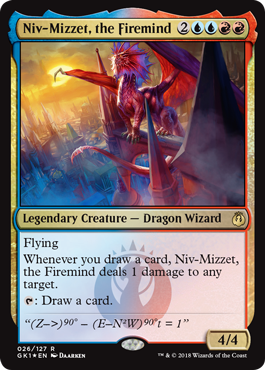 Niv-Mizzet, the Firemind 2
Legendary Creature — Dragon Wizard
Flying
Whenever you draw a card, Niv-Mizzet,
the Firemind deals 1 damage to any
target.
: Draw a card.
“(Z–>)90° – (E–N²W)90°t = 1”
4/4
026/127 R
GK1 EN DAARKEN
™ & © 2018 Wizards of the Coast